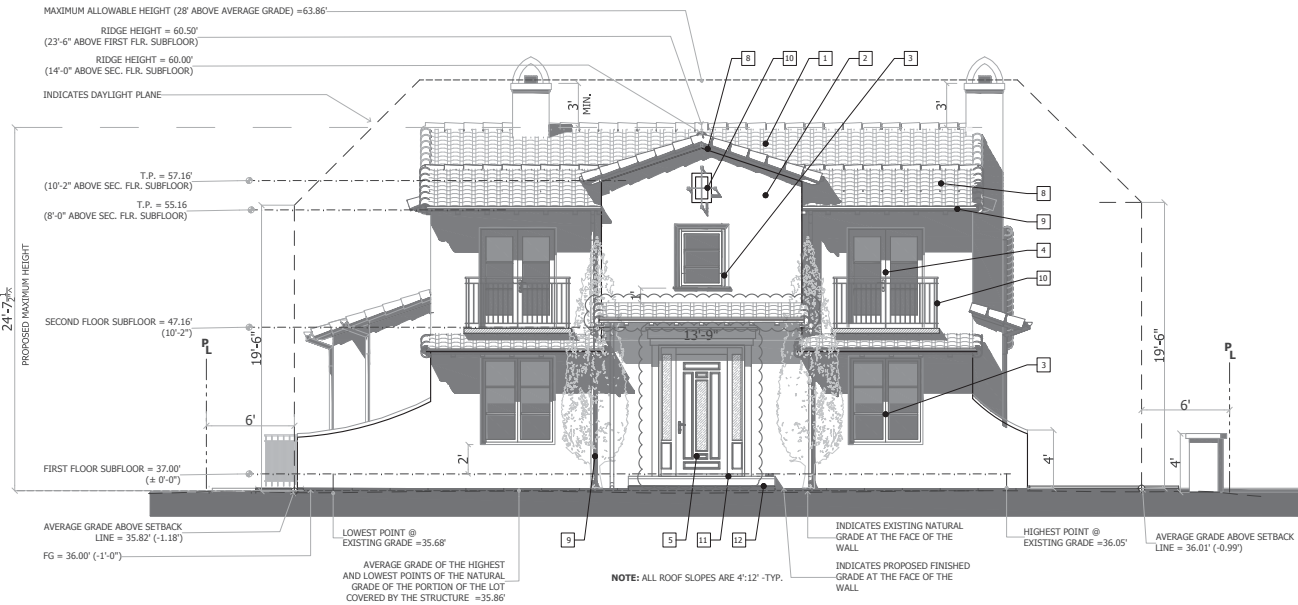 MAXIMUM ALLOWABLE HEIGHT (28' ABOVE AVERAGE GRADE) =63.86'
RIDGE HEIGHT = 60.50'
(23'-6" ABOVE FIRST FLR. SUBFLOOR)
RIDGE HEIGHT = 60.00'
(14'-0" ABOVE SEC. FLR. SUBFLOOR)
INDICATES DAYLIGHT PLANE
8
10
1
2
3
3'
MIN.
3'
T.P. = 57.16'
(10'-2" ABOVE SEC. FLR. SUBFLOOR)
T.P. = 55.16
(8'-0" ABOVE SEC. FLR. SUBFLOOR)
8
9
4
10
3
PROPOSED MAXIMUM HEIGHT
1'
13'-9"
SECOND FLOOR SUBFLOOR = 47.16'
(10'-2")
PL
19'-6"
19'-6"
PL
6'
6'
2'
4'
4'
FIRST FLOOR SUBFLOOR = 37.00'
(± 0'-0")
AVERAGE GRADE ABOVE SETBACK
LINE = 35.82' (-1.18')
FG = 36.00' (-1'-0")
LOWEST POINT @
EXISTING GRADE =35.68'
AVERAGE GRADE OF THE HIGHEST
AND LOWEST POINTS OF THE NATURAL
GRADE OF THE PORTION OF THE LOT
COVERED BY THE STRUCTURE =35.86'
9
5
11
12
NOTE: ALL ROOF SLOPES ARE 4':12' -TYP.
INDICATES EXISTING NATURAL
GRADE AT THE FACE OF THE
WALL
INDICATES PROPOSED FINISHED
GRADE AT THE FACE OF THE
WALL
HIGHEST POINT @
EXISTING GRADE =36.05'
AVERAGE GRADE ABOVE SETBACK
LINE = 36.01' (-0.99')